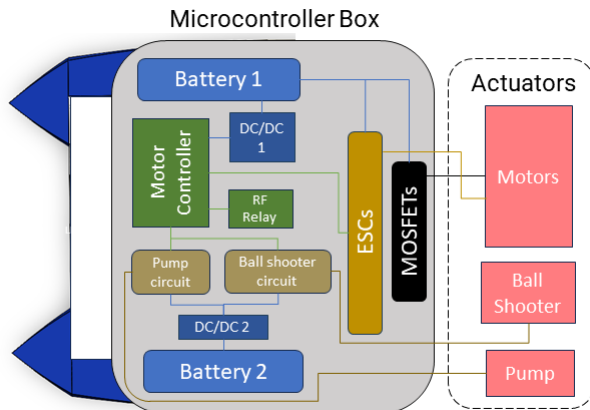 Microcontroller Box
Battery 1
DC/DC
1
Motor
Controller
RF
Relay
Pump
circuit
Ball shooter
circuit
DC/DC 2
Battery 2
ESCs
MOSFETs
Actuators
Motors
Ball
Shooter
Pump